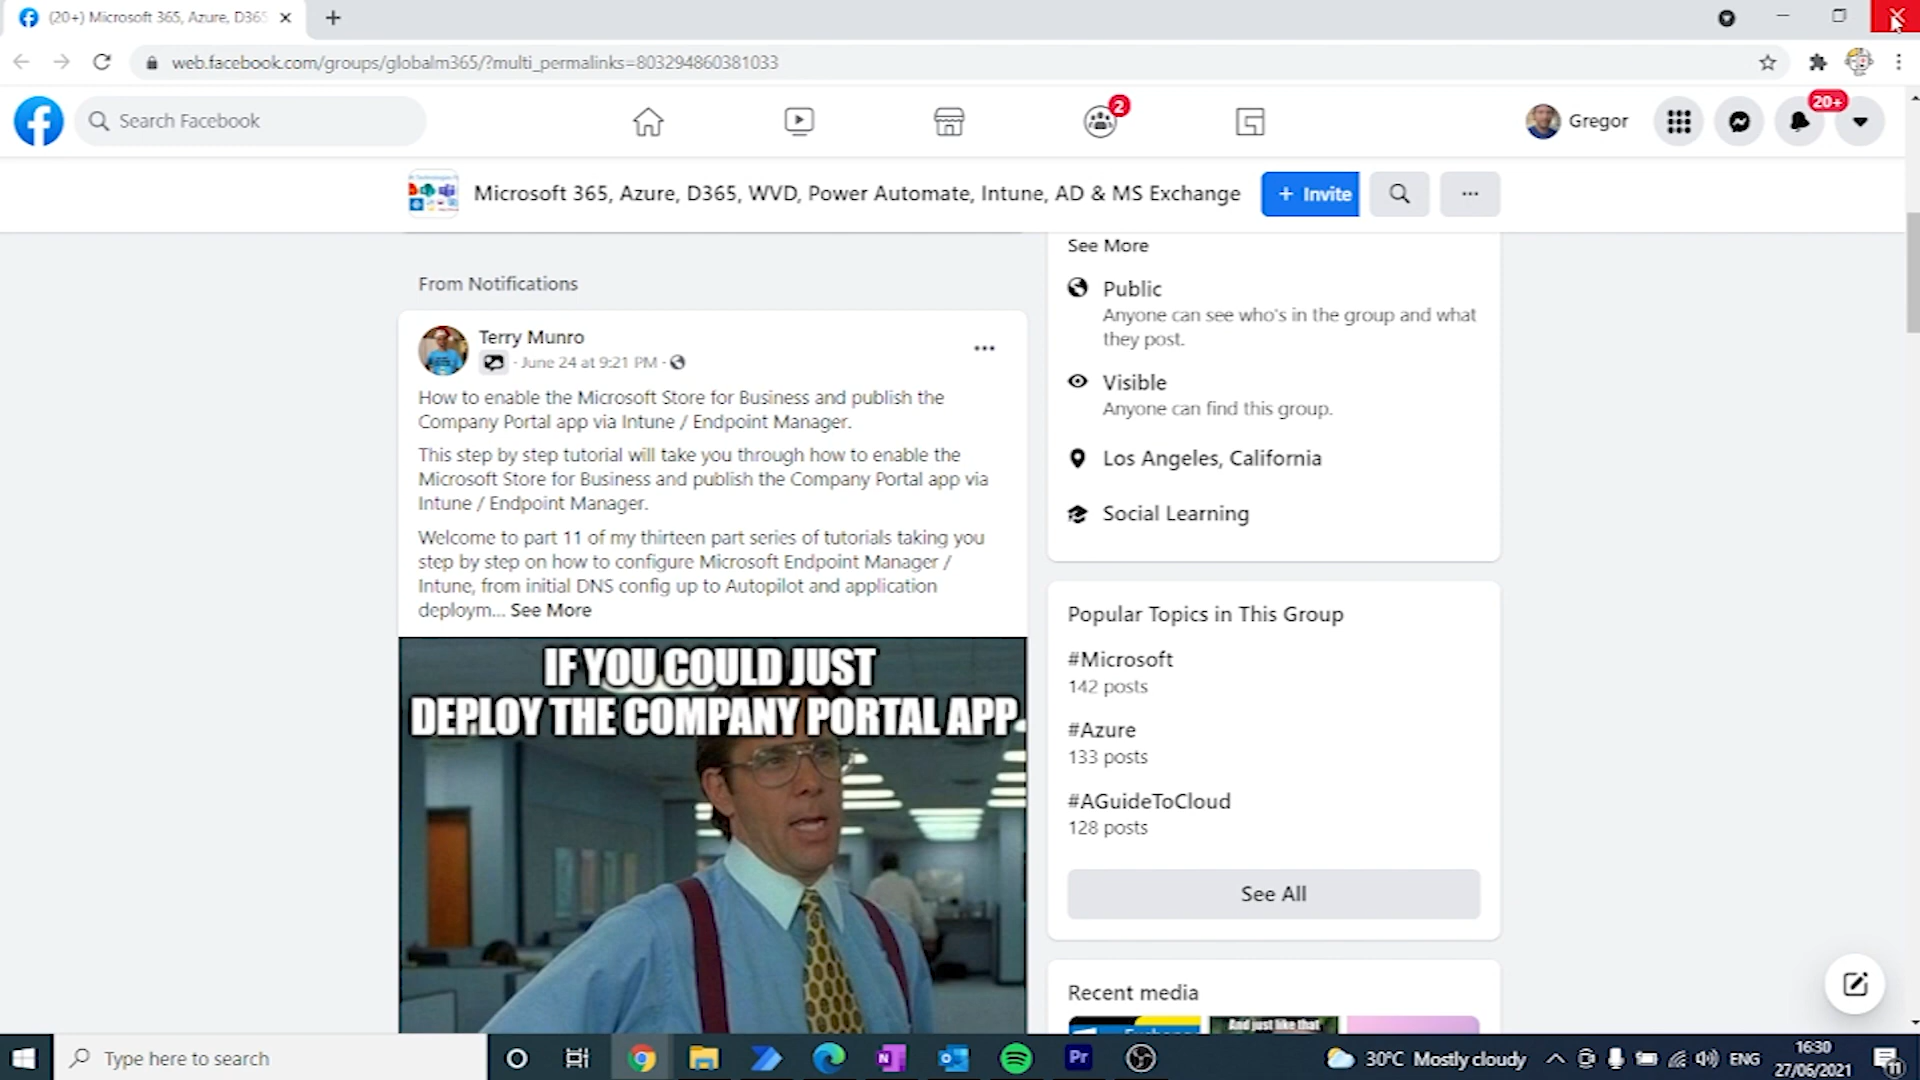 (20+) Microsoft 365, Azure, D365
web.facebook.com/groups/globalm365/?multi_permalinks=803294860381033
Search Facebook
2
Gregor
20+
Microsoft 365, Azure, D365, WVD, Power Automate, Intune, AD & MS Exchange
+ Invite
From Notifications
Terry Munro
· June 24 at 9:21 PM ·
How to enable the Microsoft Store for Business and publish the
Company Portal app via Intune / Endpoint Manager.
This step by step tutorial will take you through how to enable the
Microsoft Store for Business and publish the Company Portal app via
Intune / Endpoint Manager.
Welcome to part 11 of my thirteen part series of tutorials taking you
step by step on how to configure Microsoft Endpoint Manager /
Intune, from initial DNS config up to Autopilot and application
deploym... See More
IF YOU COULD JUST
DEPLOY THE COMPANY PORTAL APP
See More
Public
Anyone can see who's in the group and what
they post.
Visible
Anyone can find this group.
Los Angeles, California
Social Learning
Popular Topics in This Group
#Microsoft
142 posts
#Azure
133 posts
#AGuideToCloud
128 posts
See All
Recent media
And just like that
Type here to search
Pr
30°C Mostly cloudy
ENG
16:30
27/06/2021
11